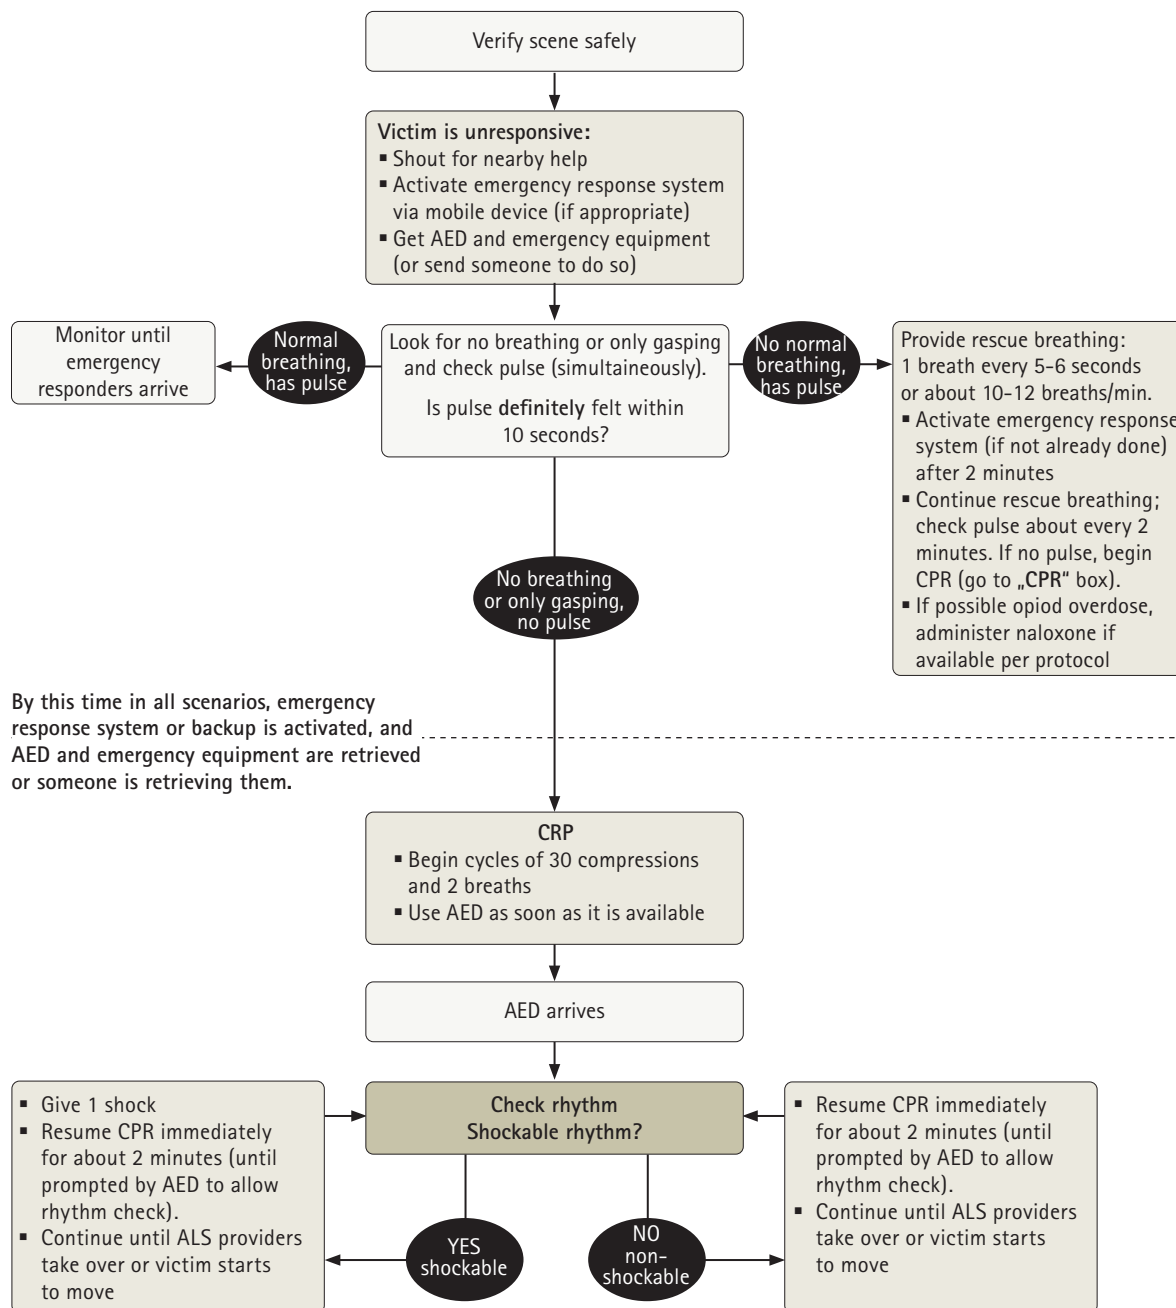 Verify scene safely
Victim is unresponsive:
▪ Shout for nearby help
▪ Activate emergency response system
via mobile device (if appropriate)
▪ Get AED and emergency equipment
(or send someone to do so)
Monitor until
emergency
responders arrive
Normal
breathing,
has pulse
Look for no breathing or only gasping
and check pulse (simultaineously).
Is pulse definitely felt within
10 seconds?
No normal
breathing,
has pulse
Provide rescue breathing:
1 breath every 5-6 seconds
or about 10-12 breaths/min.
▪ Activate emergency response
system (if not already done)
after 2 minutes
▪ Continue rescue breathing;
check pulse about every 2
minutes. If no pulse, begin
CPR (go to „CPR“ box).
▪ If possible opiod overdose,
administer naloxone if
available per protocol
No breathing
or only gasping,
no pulse
By this time in all scenarios, emergency
response system or backup is activated, and
AED and emergency equipment are retrieved
or someone is retrieving them.
CRP
▪ Begin cycles of 30 compressions
and 2 breaths
▪ Use AED as soon as it is available
AED arrives
Check rhythm
Shockable rhythm?
▪ Give 1 shock
▪ Resume CPR immediately
for about 2 minutes (until
prompted by AED to allow
rhythm check).
▪ Continue until ALS providers
take over or victim starts
to move
YES
shockable
NO
non-
shockable
▪ Resume CPR immediately
for about 2 minutes (until
prompted by AED to allow
rhythm check).
▪ Continue until ALS providers
take over or victim starts
to move